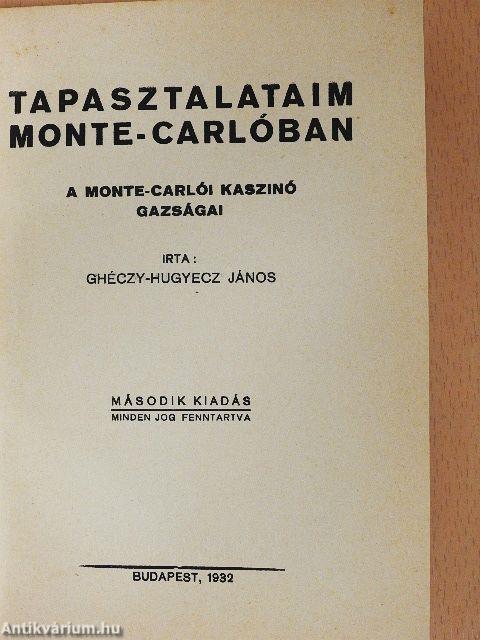 TAPASZTALATAIM
MONTE-CARLÓBAN
A MONTE-CARLÓI KASZINÓ
GAZSÁGAI
IRTA:
GHÉCZY-HUGYECZ JÁNOS
MÁSODIK KIADÁS
MINDEN JOG FENNTARTVA
BUDAPEST, 1932
Antikvárium.hu